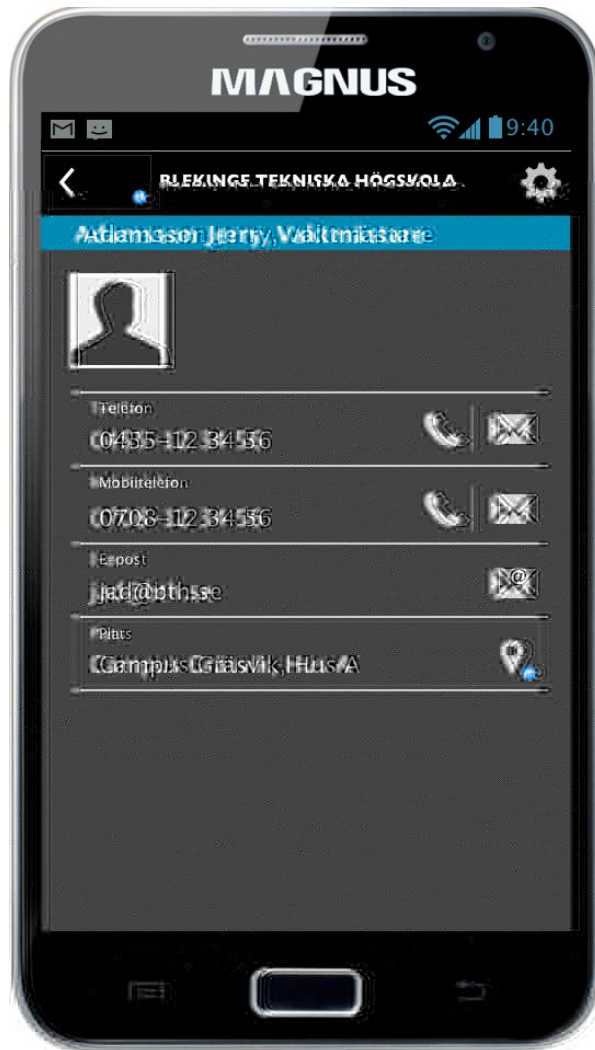 MAGNUS
9:40
BLEKINGE TEKNISKA HÖGSKOLA
Adamsson Jerry, Vaktmästare
Telefon
0435-12 34 56
Mobiltelefon
0708-12 34 56
E-post
jad@bth.se
Plats
Campus Gräsvik, Hus A